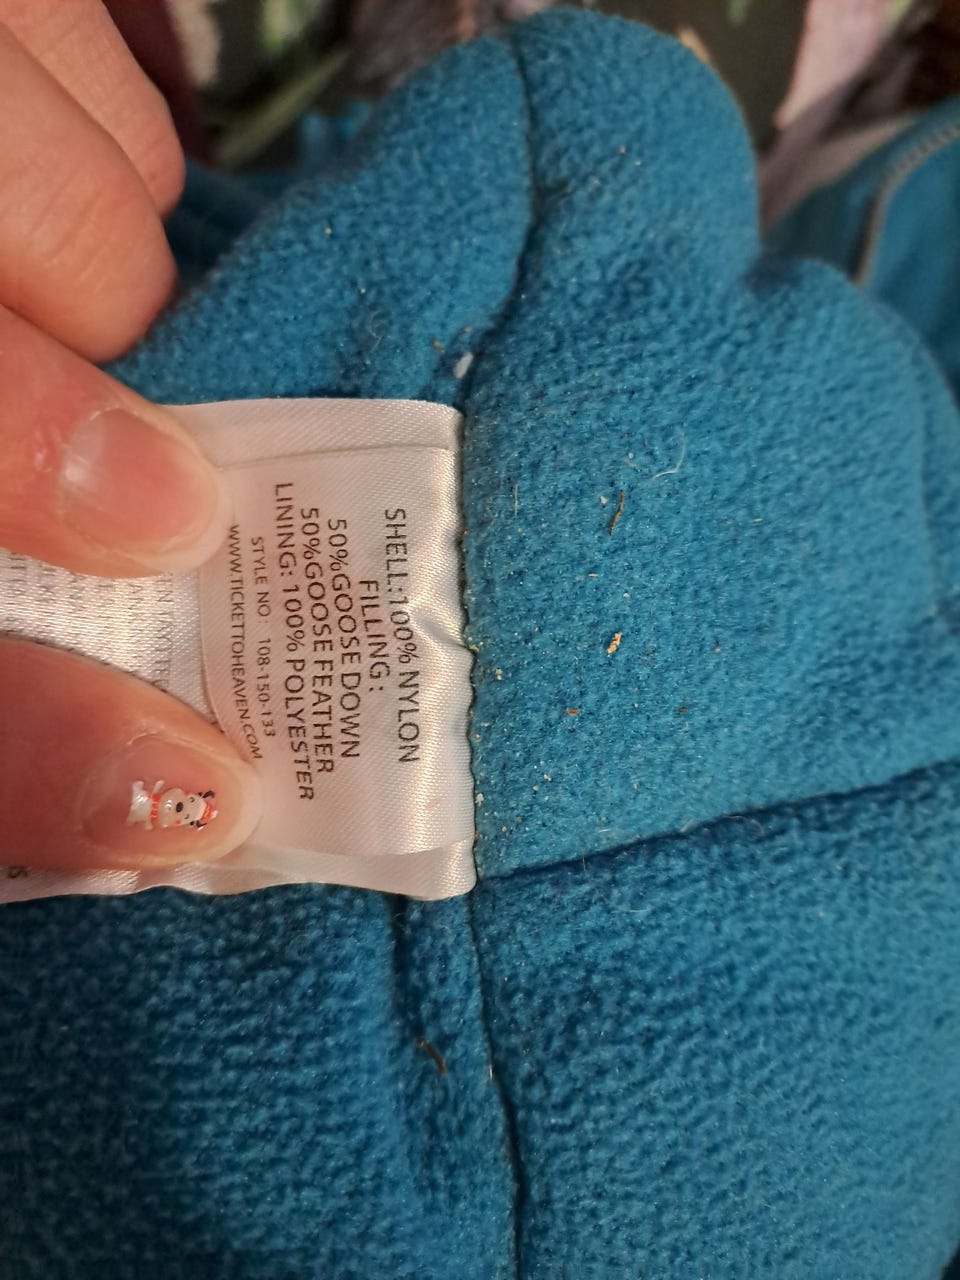 SHELL:100% NYLON
FILLING:
50%GOOSE DOWN
50%GOOSE FEATHER
LINING: 100% POLYESTER
STYLE NO: 108-150-133
WWW.TICKETTOHEAVEN.COM